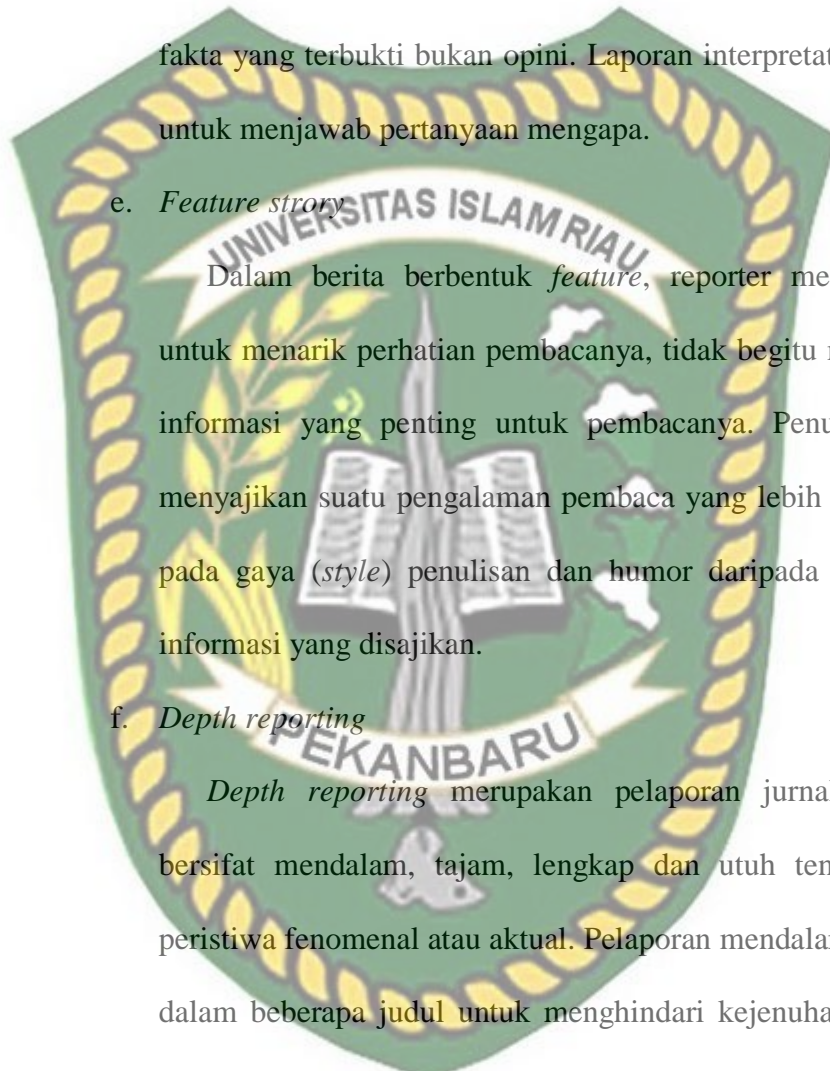 fakta yang terbukti bukan opini. Laporan interpretat
untuk menjawab pertanyaan mengapa.
e. Feature strory
UNIVERSITAS ISLAM RIAU
Dalam berita berbentuk feature, reporter me
untuk menarik perhatian pembacanya, tidak begitu
informasi yang penting untuk pembacanya. Penu
menyajikan suatu pengalaman pembaca yang lebih
pada gaya (style) penulisan dan humor daripada
informasi yang disajikan.
f. Depth reporting
PEKANBARU
Depth reporting merupakan pelaporan jurnal
bersifat mendalam, tajam, lengkap dan utuh ten
peristiwa fenomenal atau aktual. Pelaporan mendala
dalam beberapa judul untuk menghindari kejenuha